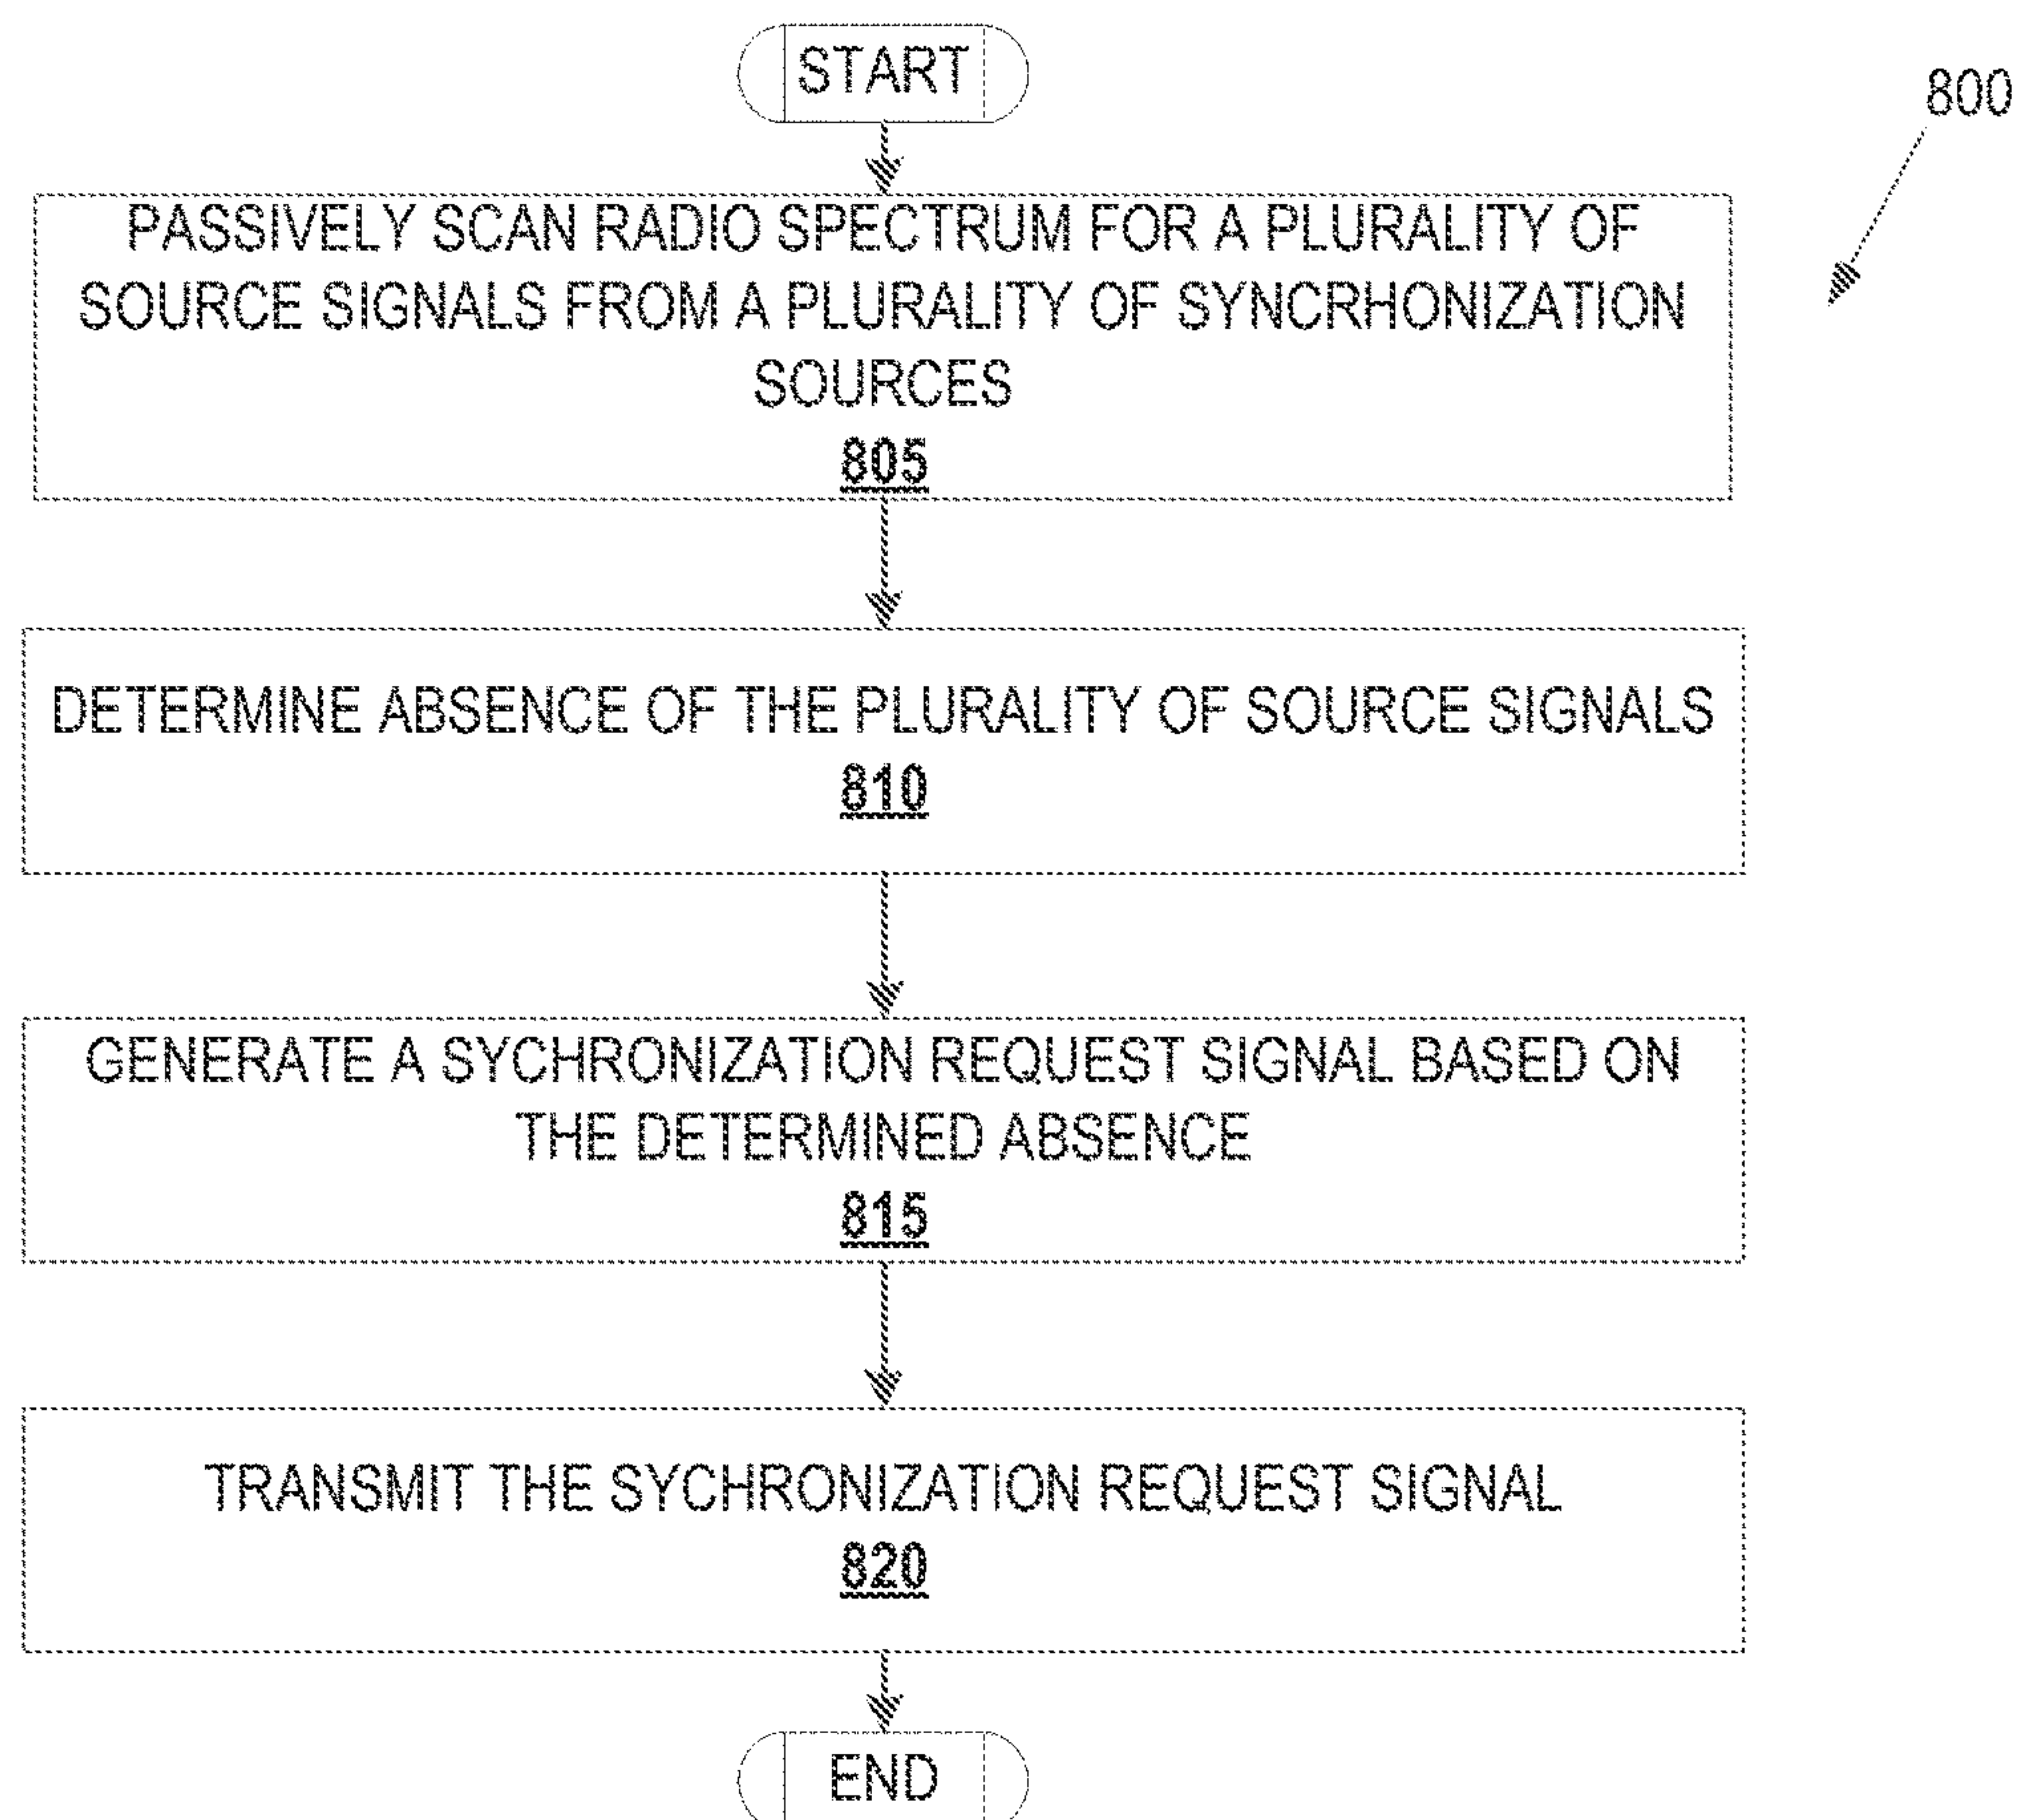 START
800
PASSIVELY SCAN RADIO SPECTRUM FOR A PLURALITY OF
SOURCE SIGNALS FROM A PLURALITY OF SYNCRHONIZATION
SOURCES
805
DETERMINE ABSENCE OF THE PLURALITY OF SOURCE SIGNALS
810
GENERATE A SYCHRONIZATION REQUEST SIGNAL BASED ON
THE DETERMINED ABSENCE
815
TRANSMIT THE SYCHRONIZATION REQUEST SIGNAL
820
END